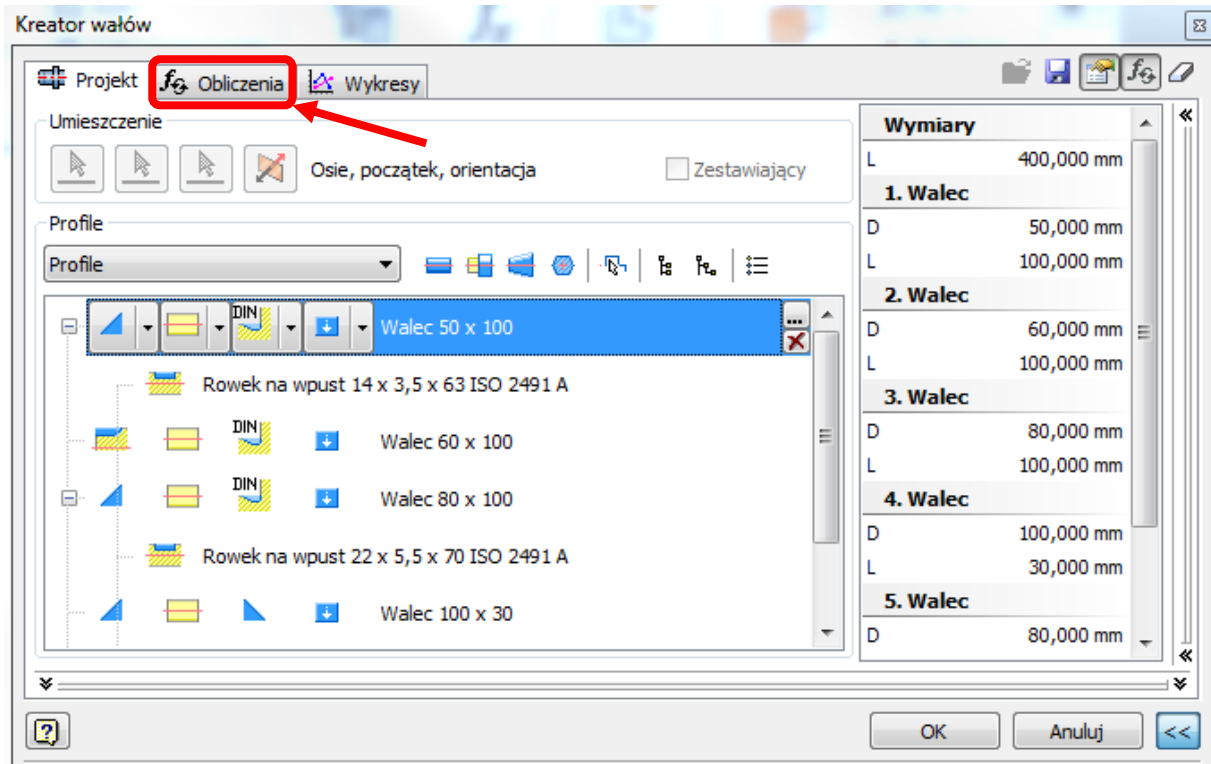 Kreator wałów
Projekt
Obliczenia
Wykresy
Umieszczenie
Osie, początek, orientacja
Zestawiający
Profile
Profile
DIN
Walec 50 x 100
...
Rowek na wpust 14 x 3,5 x 63 ISO 2491 A
DIN
Walec 60 x 100
DIN
Walec 80 x 100
Rowek na wpust 22 x 5,5 x 70 ISO 2491 A
Walec 100 x 30
Wymiary
L 400,000 mm
1. Walec
D 50,000 mm
L 100,000 mm
2. Walec
D 60,000 mm
L 100,000 mm
3. Walec
D 80,000 mm
L 100,000 mm
4. Walec
D 100,000 mm
L 30,000 mm
5. Walec
D 80,000 mm
OK
Anuluj
<<